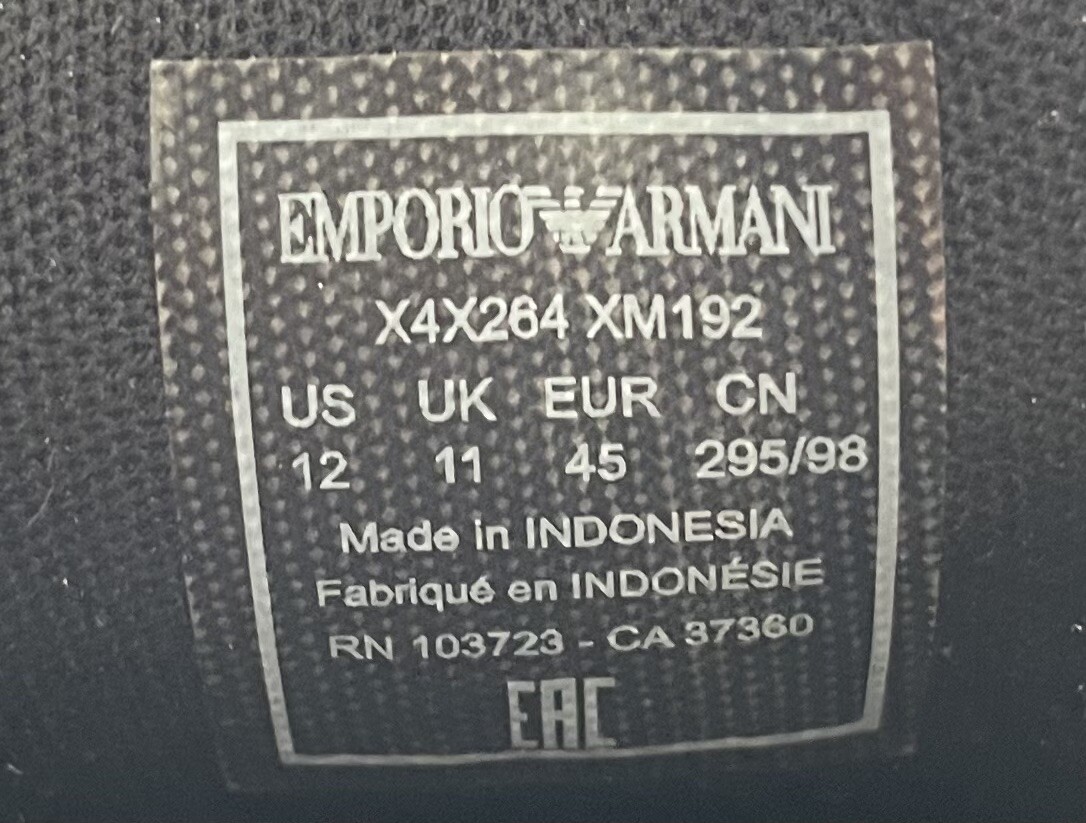 EMPORIO ARMANI
X4X264 XM192
US UK EUR CN
12 11 45 295/98
Made in INDONESIA
Fabriqué en INDONÉSIE
RN 103723 - CA 37360
EAC